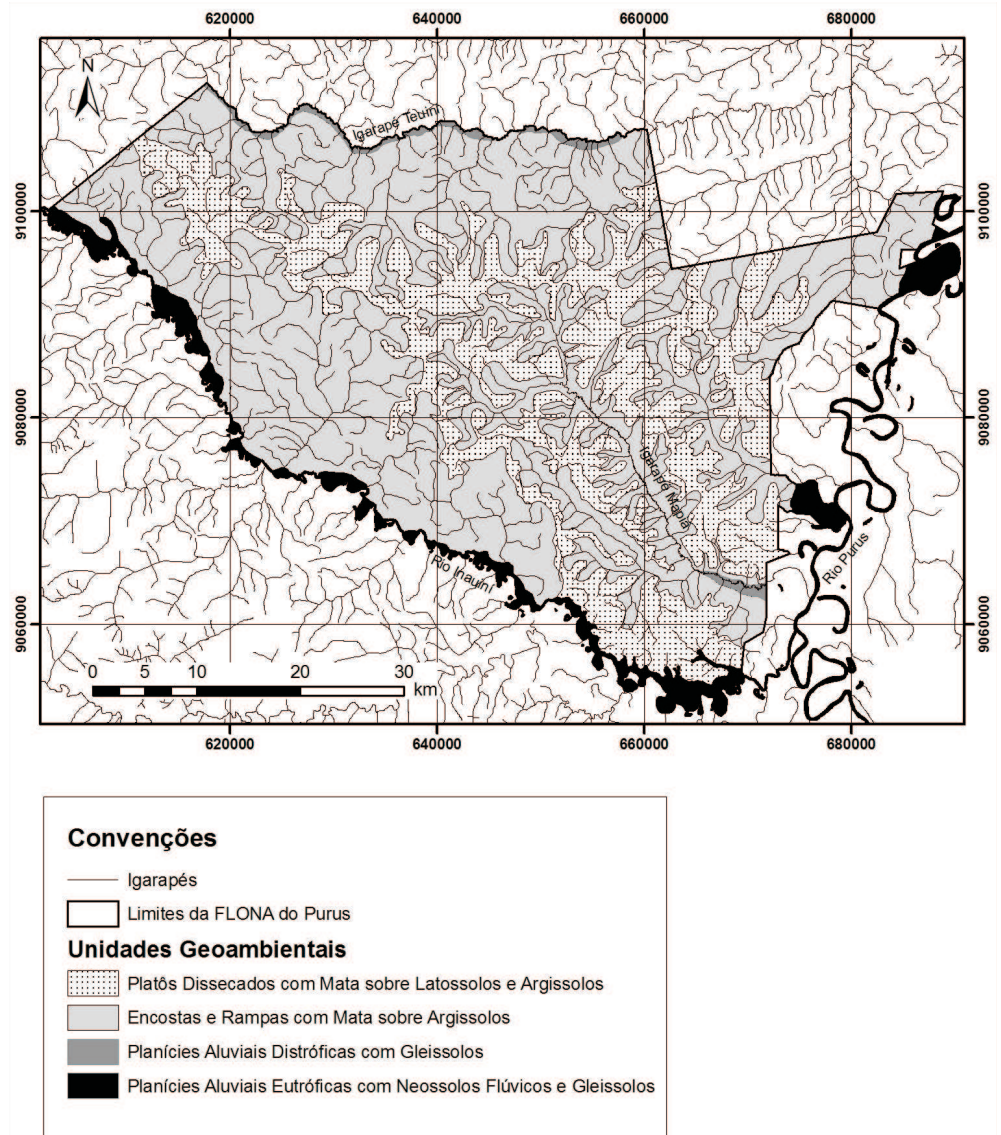 620000 640000 660000 680000
N
Igarapé Teuini
9100000 9100000
9080000 9080000
Igarapé Mapiá
Rio Inauini
Rio Purus
9060000 9060000
0 5 10 20 30
km
620000 640000 660000 680000
Convenções
Igarapés
Limites da FLONA do Purus
Unidades Geoambientais
Platôs Dissecados com Mata sobre Latossolos e Argissolos
Encostas e Rampas com Mata sobre Argissolos
Planícies Aluviais Distróficas com Gleissolos
Planícies Aluviais Eutróficas com Neossolos Flúvicos e Gleissolos